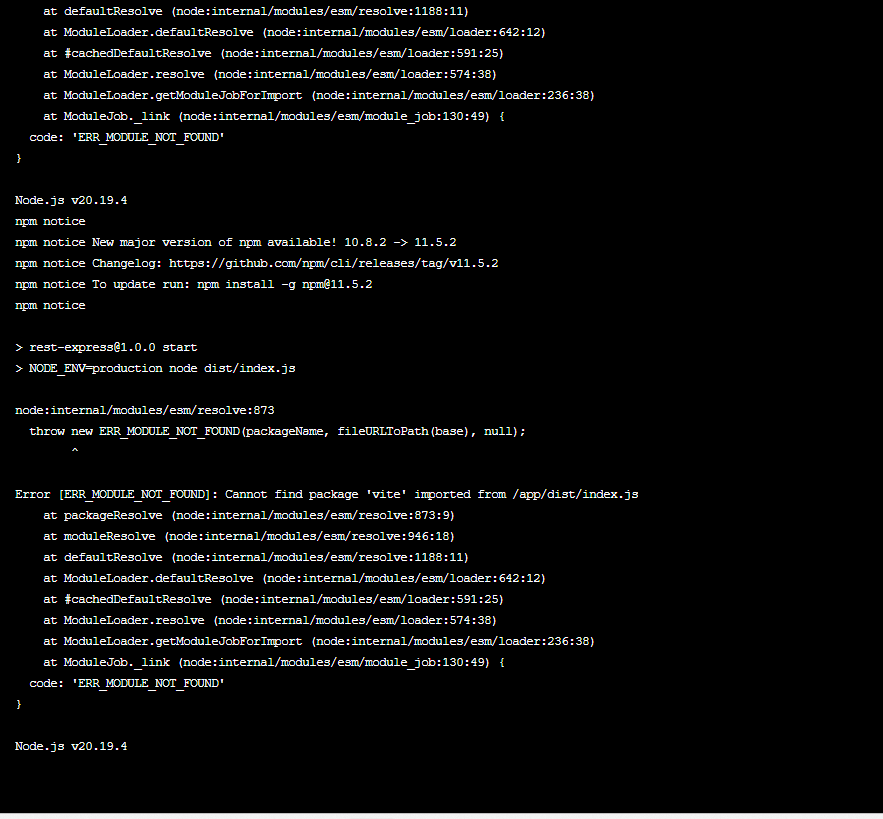 at defaultResolve (node:internal/modules/esm/resolve:1188:11)
at ModuleLoader.defaultResolve (node:internal/modules/esm/loader:642:12)
at #cachedDefaultResolve (node:internal/modules/esm/loader:591:25)
at ModuleLoader.resolve (node:internal/modules/esm/loader:574:38)
at ModuleLoader.getModuleJobForImport (node:internal/modules/esm/loader:236:38)
at ModuleJob._link (node:internal/modules/esm/module_job:130:49) {
code: 'ERR_MODULE_NOT_FOUND'
}
Node.js v20.19.4
npm notice
npm notice New major version of npm available! 10.8.2 -> 11.5.2
npm notice Changelog: https://github.com/npm/cli/releases/tag/v11.5.2
npm notice To update run: npm install -g npm@11.5.2
npm notice
> rest-express@1.0.0 start
> NODE_ENV=production node dist/index.js
node:internal/modules/esm/resolve:873
throw new ERR_MODULE_NOT_FOUND(packageName, fileURLToPath(base), null);
^
Error [ERR_MODULE_NOT_FOUND]: Cannot find package 'vite' imported from /app/dist/index.js
at packageResolve (node:internal/modules/esm/resolve:873:9)
at moduleResolve (node:internal/modules/esm/resolve:946:18)
at defaultResolve (node:internal/modules/esm/resolve:1188:11)
at ModuleLoader.defaultResolve (node:internal/modules/esm/loader:642:12)
at #cachedDefaultResolve (node:internal/modules/esm/loader:591:25)
at ModuleLoader.resolve (node:internal/modules/esm/loader:574:38)
at ModuleLoader.getModuleJobForImport (node:internal/modules/esm/loader:236:38)
at ModuleJob._link (node:internal/modules/esm/module_job:130:49) {
code: 'ERR_MODULE_NOT_FOUND'
}
Node.js v20.19.4